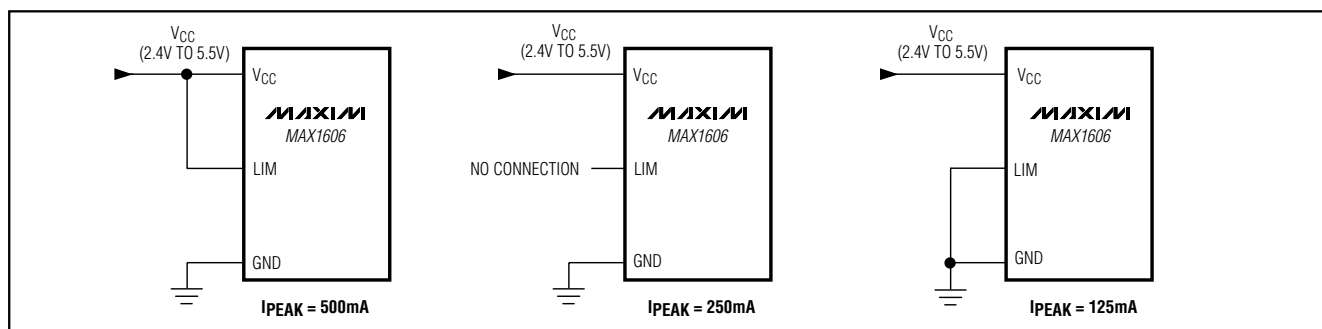 VCC
(2.4V TO 5.5V)
VCC
MAXIM
MAX1606
LIM
GND
IPEAK = 500mA
VCC
(2.4V TO 5.5V)
VCC
MAXIM
MAX1606
NO CONNECTION
LIM
GND
IPEAK = 250mA
VCC
(2.4V TO 5.5V)
VCC
MAXIM
MAX1606
LIM
GND
IPEAK = 125mA